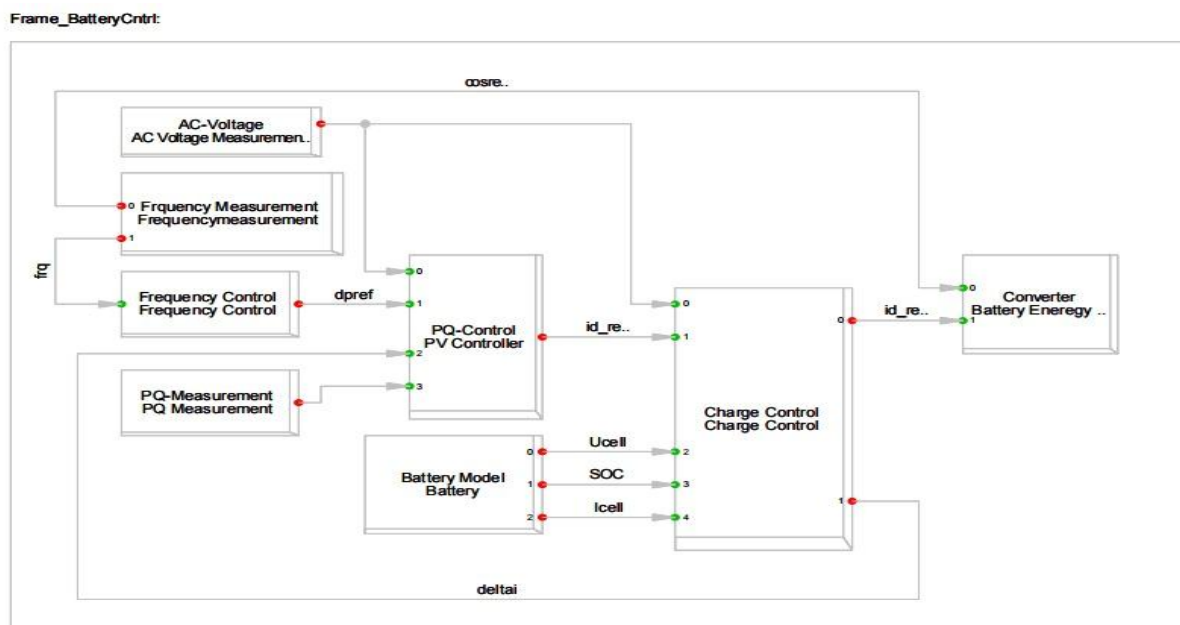 Frame_BatteryCntrl:
cosre..
AC-Voltage
AC Voltage Measuremen..
0
Frquency Measurement
Frequencymeasurement
1
frq
Frequency Control
Frequency Control
dpref
0
1
2
3
PQ-Control
PV Controller
id_re..
PQ-Measurement
PQ Measurement
Battery Model
Battery
0
1
2
Ucell
SOC
Icell
0
1
2
3
4
Charge Control
Charge Control
0
1
id_re..
0
1
Converter
Battery Eneregy ..
deltai